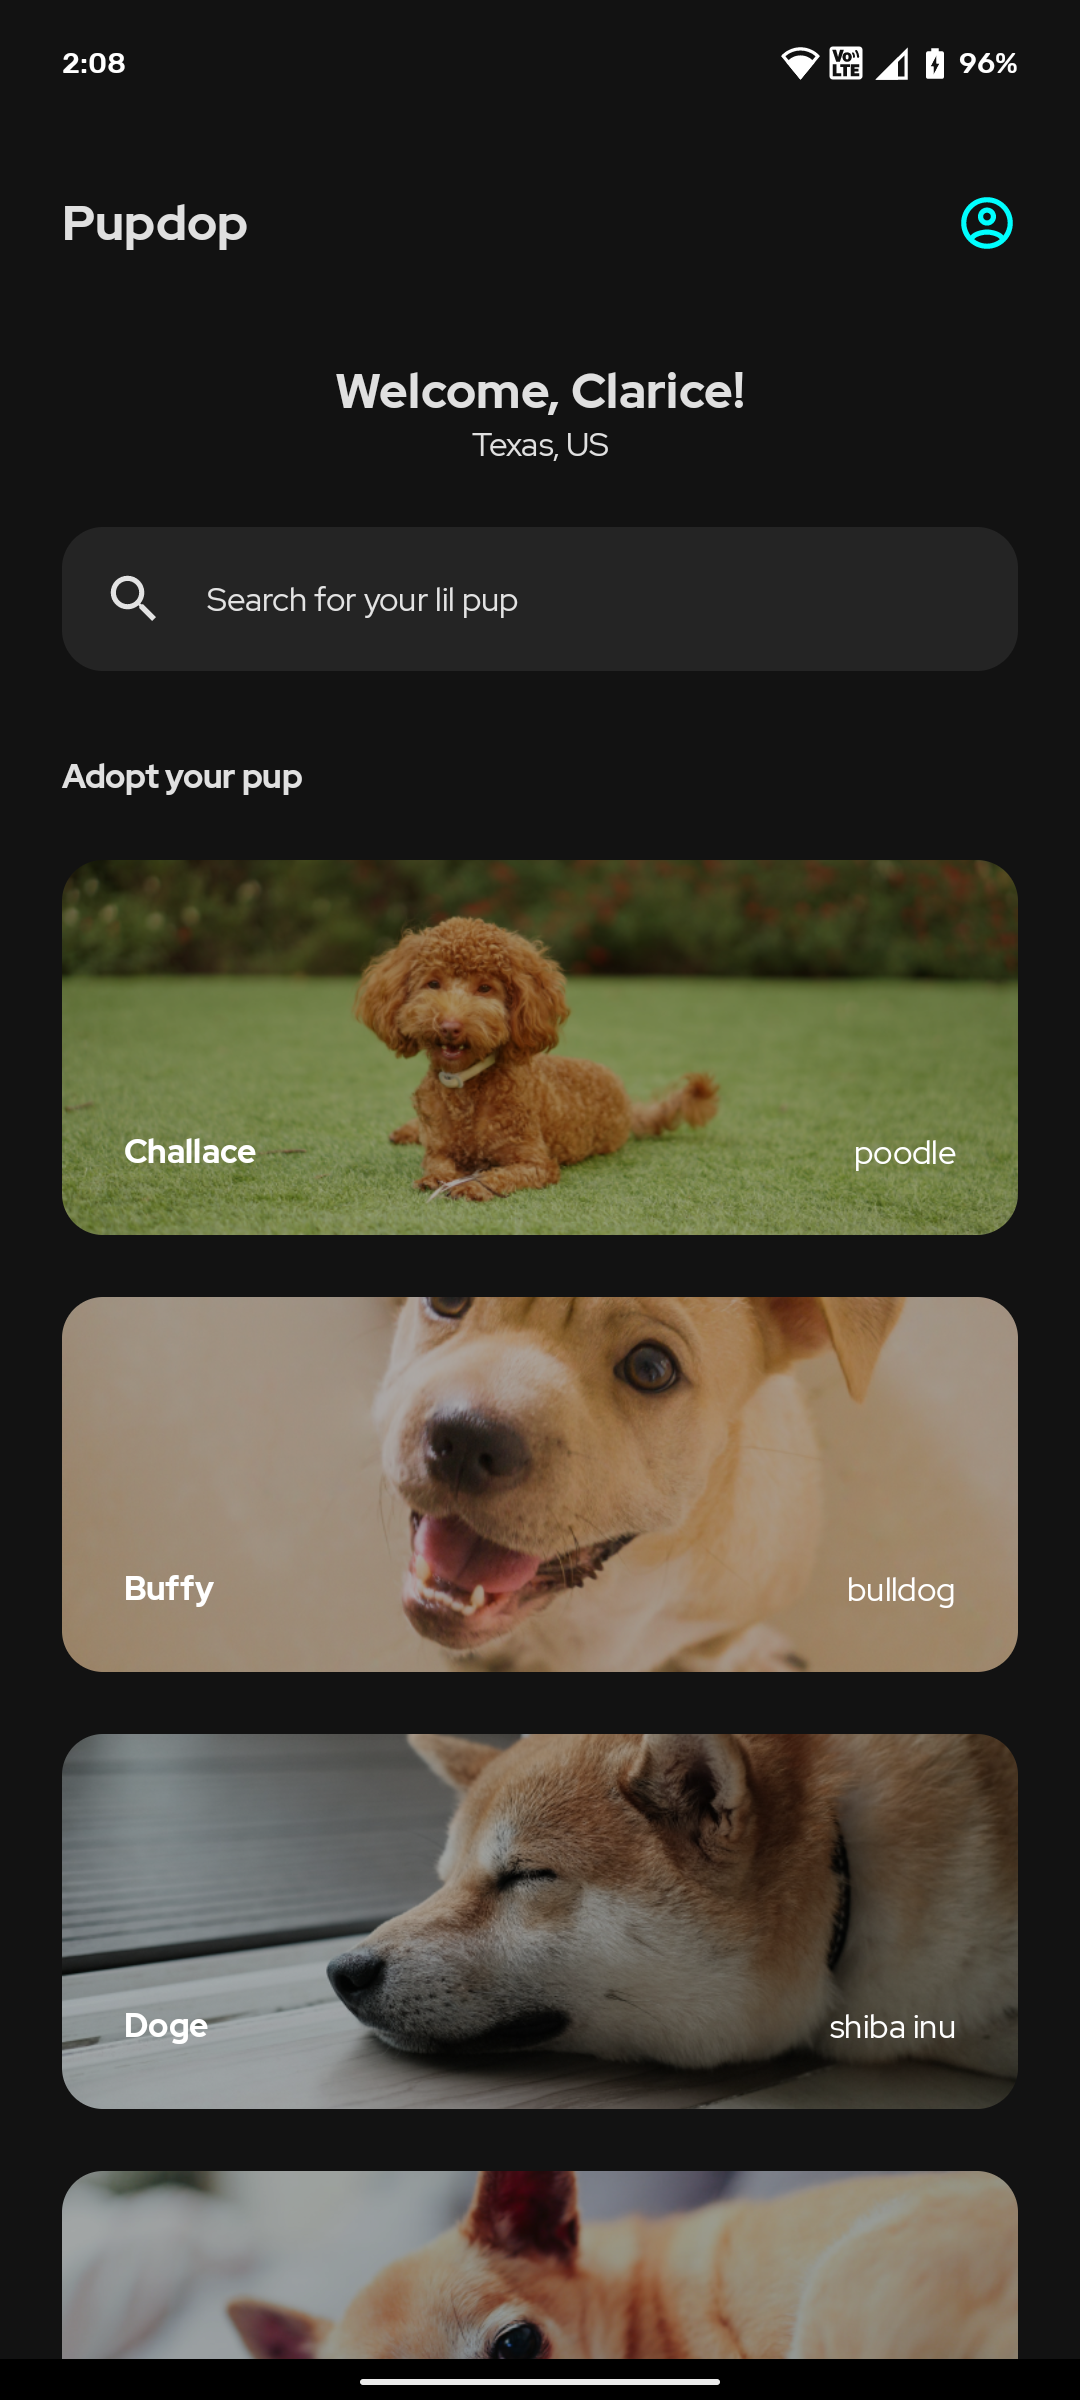 2:08
Vo LTE
96%
Pupdop
Welcome, Clarice!
Texas, US
Search for your lil pup
Adopt your pup
Challace
poodle
Buffy
bulldog
Doge
shiba inu